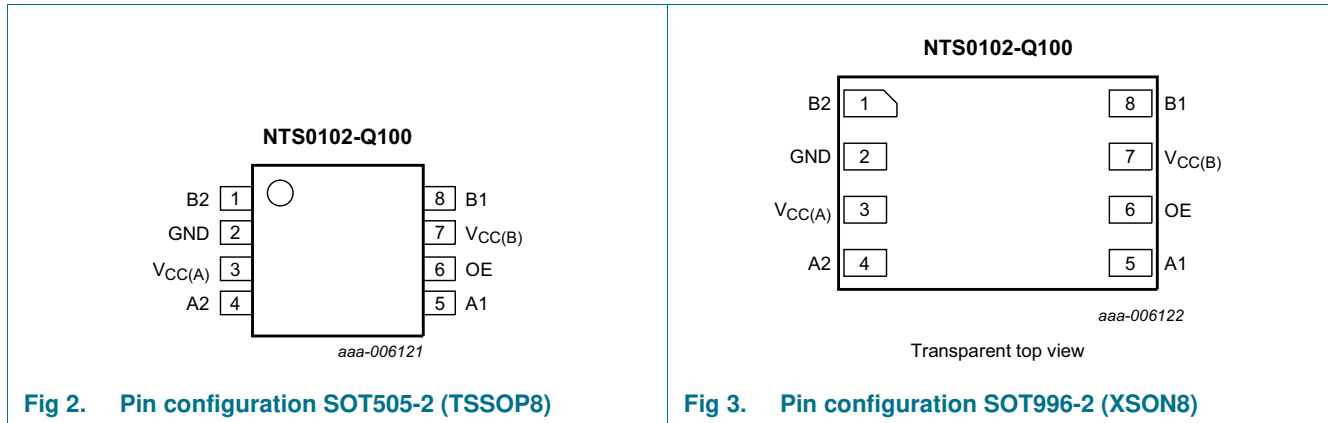 NTS0102-Q100
B2 1 8 B1
GND 2 7 VCC(B)
VCC(A) 3 6 OE
A2 4 5 A1
aaa-006121
Fig 2. Pin configuration SOT505-2 (TSSOP8)
NTS0102-Q100
B2 1 8 B1
GND 2 7 VCC(B)
VCC(A) 3 6 OE
A2 4 5 A1
aaa-006122
Transparent top view
Fig 3. Pin configuration SOT996-2 (XSON8)